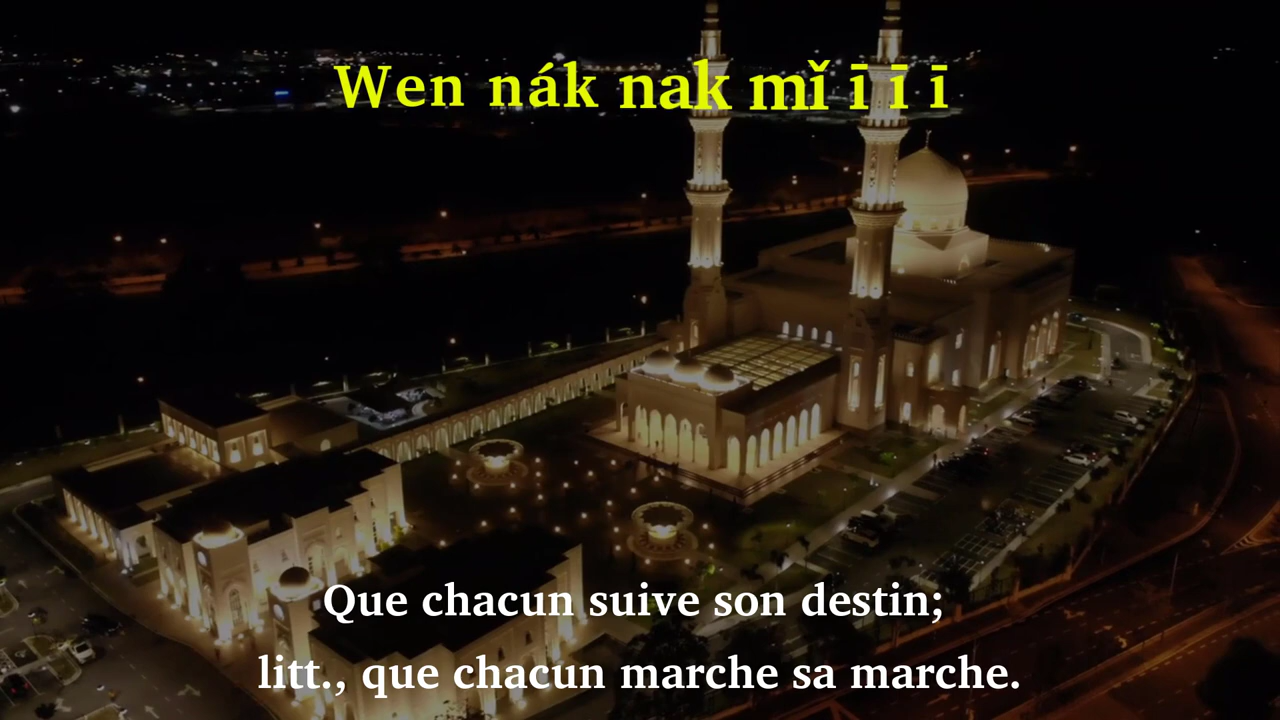 Wen nák nak mǐ ī ī ī
Que chacun suive son destin;
litt., que chacun marche sa marche.